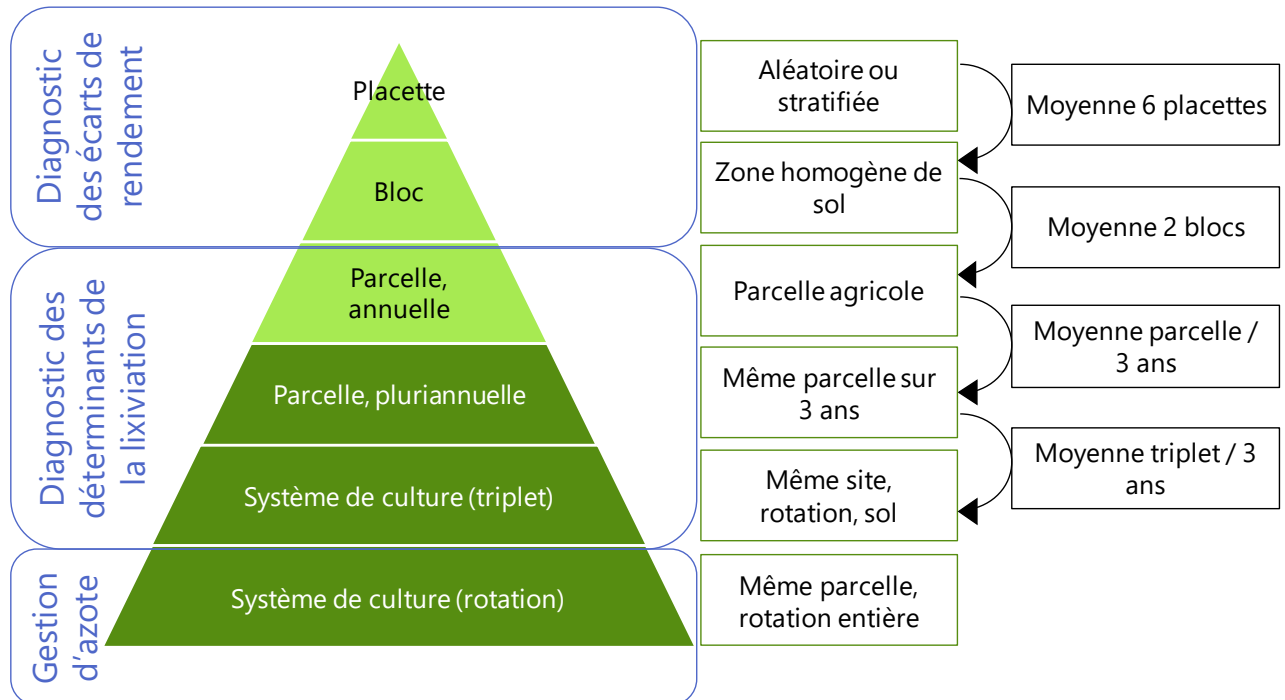 Diagnostic
des écarts de
rendement
Placette
Bloc
Aléatoire ou
stratifiée
Moyenne 6 placettes
Zone homogène de
sol
Moyenne 2 blocs
Diagnostic des
déterminants de
la lixiviation
Parcelle,
annuelle
Parcelle, pluriannuelle
Système de culture (triplet)
Parcelle agricole
Moyenne parcelle /
3 ans
Même parcelle sur
3 ans
Moyenne triplet / 3
ans
Même site,
rotation, sol
Gestion
d’azote
Système de culture (rotation)
Même parcelle,
rotation entière